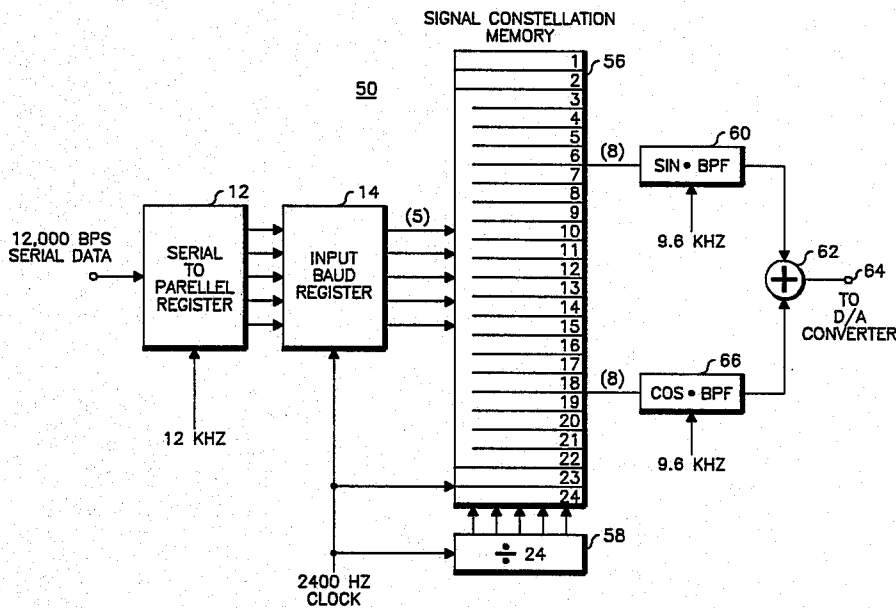 SIGNAL CONSTELLATION
MEMORY
50
56
1
2
3
4
5
6
7
8
9
10
11
12
13
14
15
16
17
18
19
20
21
22
23
24
12,000 BPS
SERIAL DATA
12
SERIAL
TO
PARELLEL
REGISTER
12 KHZ
14
INPUT
BAUD
REGISTER
(5)
2400 HZ
CLOCK
÷ 24
58
(8)
60
SIN • BPF
9.6 KHZ
62
+
64
TO
D/A
CONVERTER
(8)
66
COS • BPF
9.6 KHZ